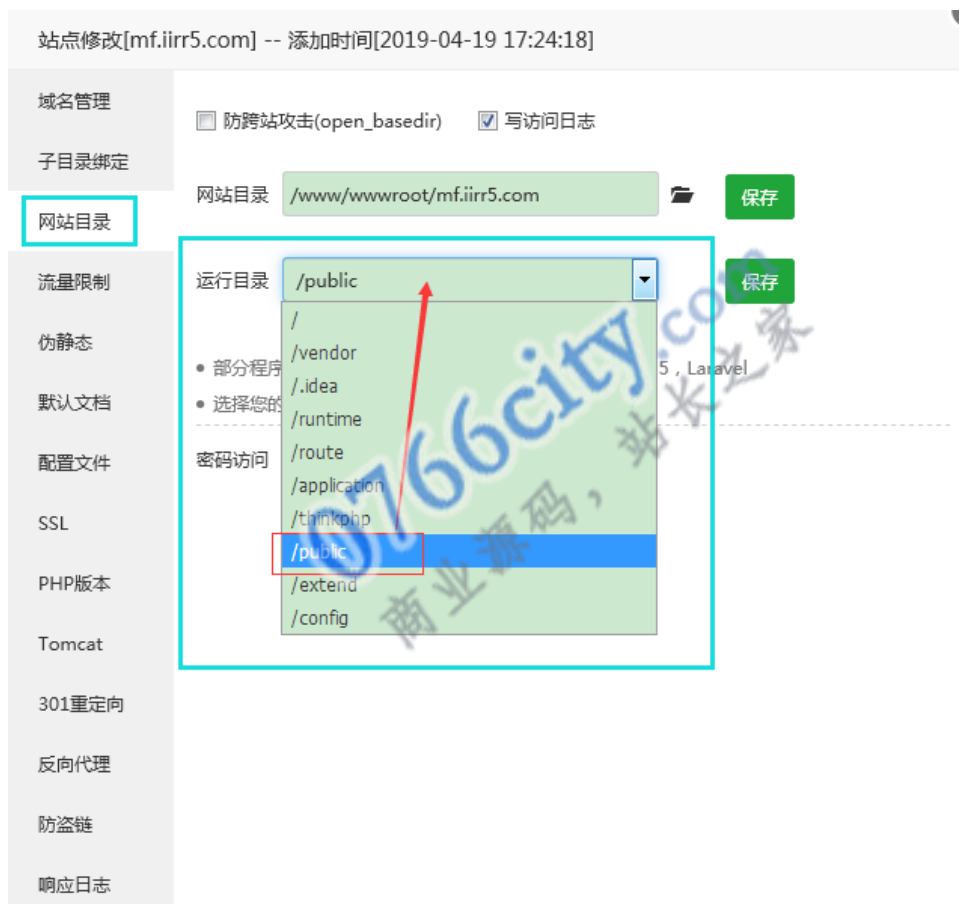 站点修改[mf.iirr5.com] -- 添加时间[2019-04-19 17:24:18]
域名管理
子目录绑定
网站目录
流量限制
伪静态
默认文档
配置文件
SSL
PHP版本
Tomcat
301重定向
反向代理
防盗链
响应日志
防跨站攻击(open_basedir) 写访问日志
网站目录 /www/wwwroot/mf.iirr5.com 保存
运行目录 /public 保存
/
/vendor
/.idea
/runtime
/route
/application
/thinkphp
/public
/extend
/config
• 部分程序 5，Laravel
• 选择您的
密码访问
0766city.com
商业源码，站长之家